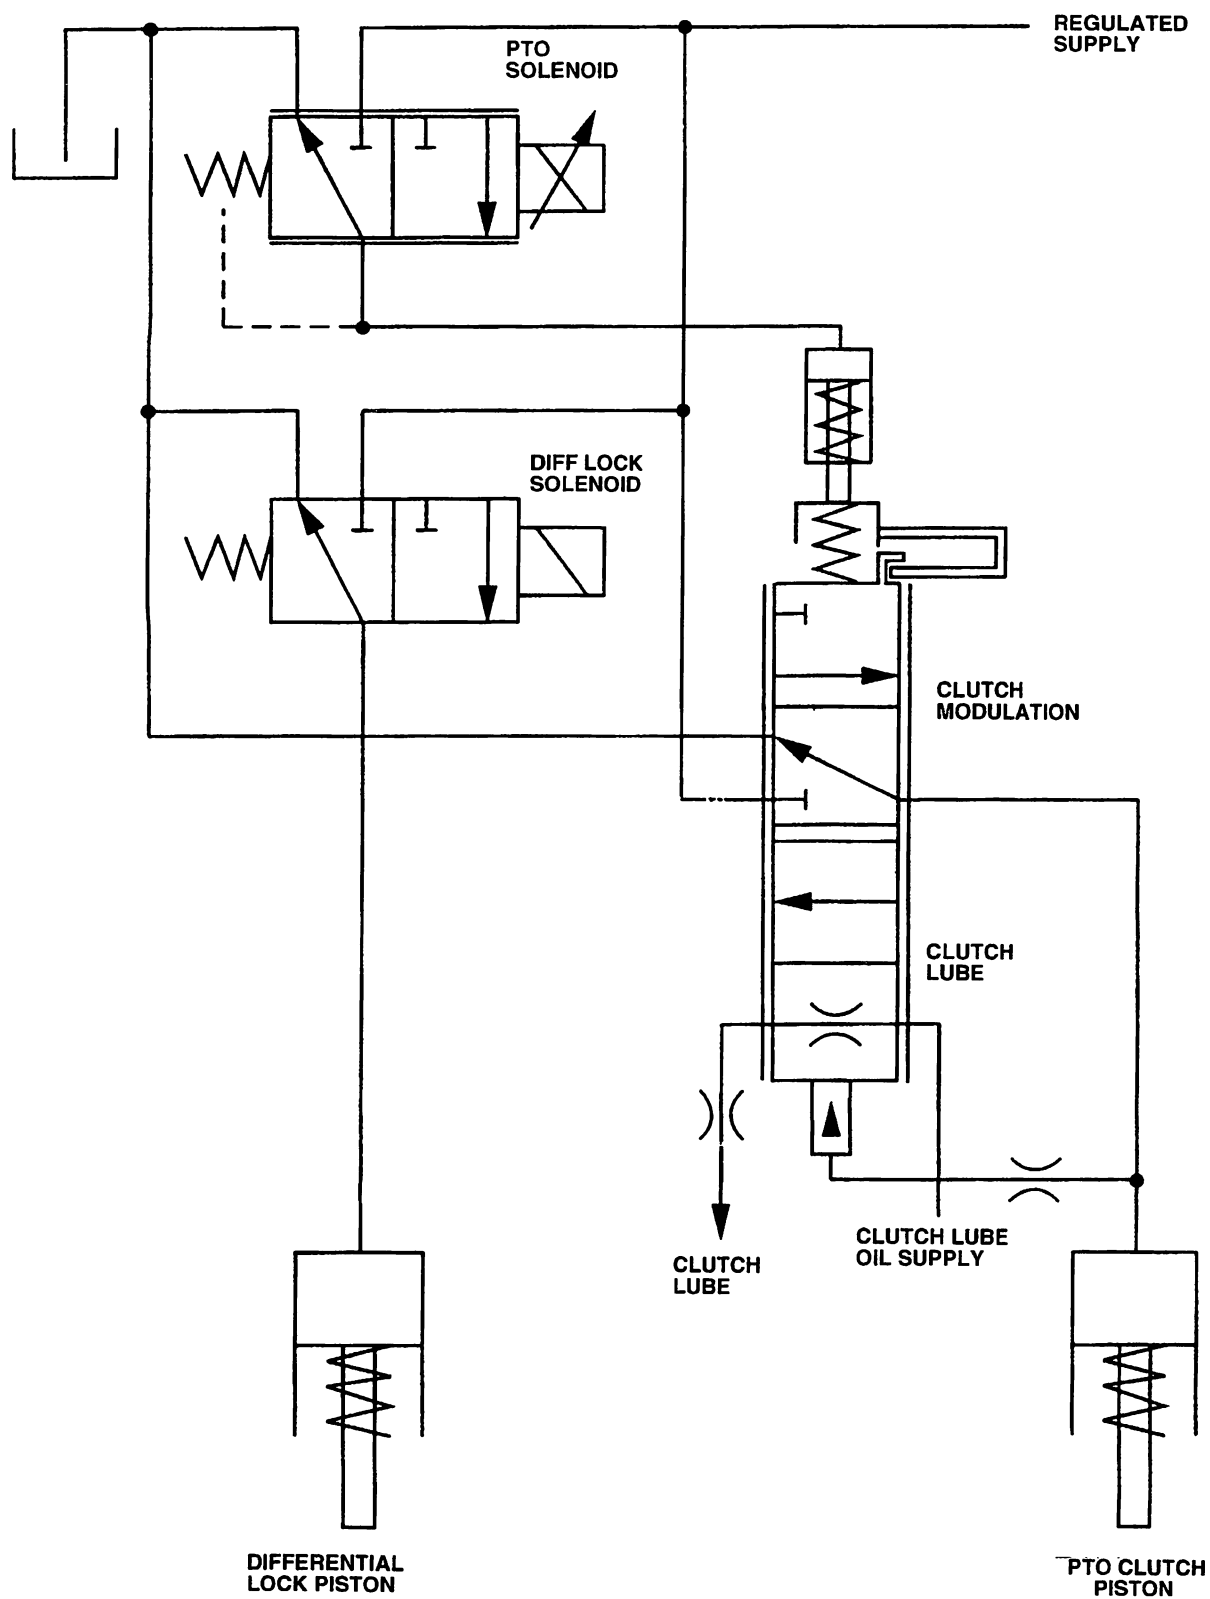 REGULATED
SUPPLY
PTO
SOLENOID
DIFF LOCK
SOLENOID
CLUTCH
MODULATION
CLUTCH
LUBE
CLUTCH LUBE
OIL SUPPLY
CLUTCH
LUBE
DIFFERENTIAL
LOCK PISTON
PTO CLUTCH
PISTON